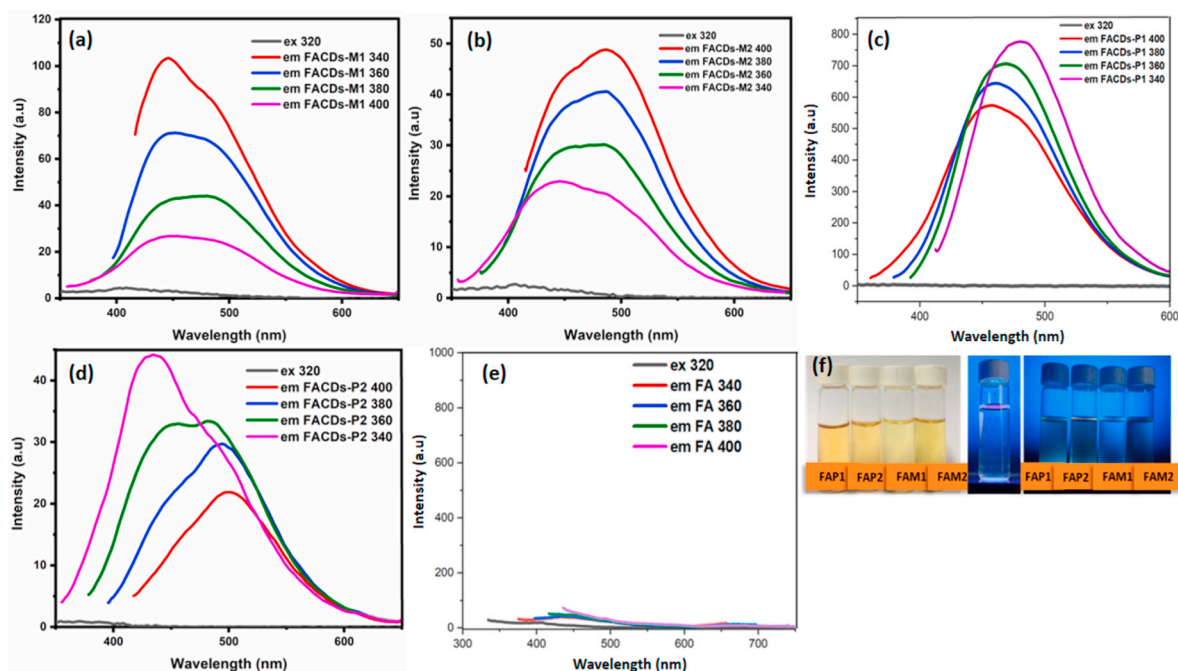 (a)
ex 320
em FACDs-M1 340
em FACDs-M1 360
em FACDs-M1 380
em FACDs-M1 400
Intensity (a.u)
120
100
80
60
40
20
0
400
500
600
Wavelength (nm)
(b)
ex 320
em FACDs-M2 400
em FACDs-M2 380
em FACDs-M2 360
em FACDs-M2 340
Intensity (a.u)
50
40
30
20
10
0
400
500
600
Wavelength (nm)
(c)
ex 320
em FACDs-P1 400
em FACDs-P1 380
em FACDs-P1 360
em FACDs-P1 340
Intensity (a.u)
800
700
600
500
400
300
200
100
0
400
500
600
Wavelength (nm)
(d)
ex 320
em FACDs-P2 400
em FACDs-P2 380
em FACDs-P2 360
em FACDs-P2 340
Intensity (a.u)
40
30
20
10
0
400
500
600
Wavelength (nm)
(e)
ex 320
em FA 340
em FA 360
em FA 380
em FA 400
Intensity (a.u)
1000
800
600
400
200
0
300
400
500
600
700
Wavelength (nm)
(f)
FAP1 FAP2 FAM1 FAM2
FAP1 FAP2 FAM1 FAM2